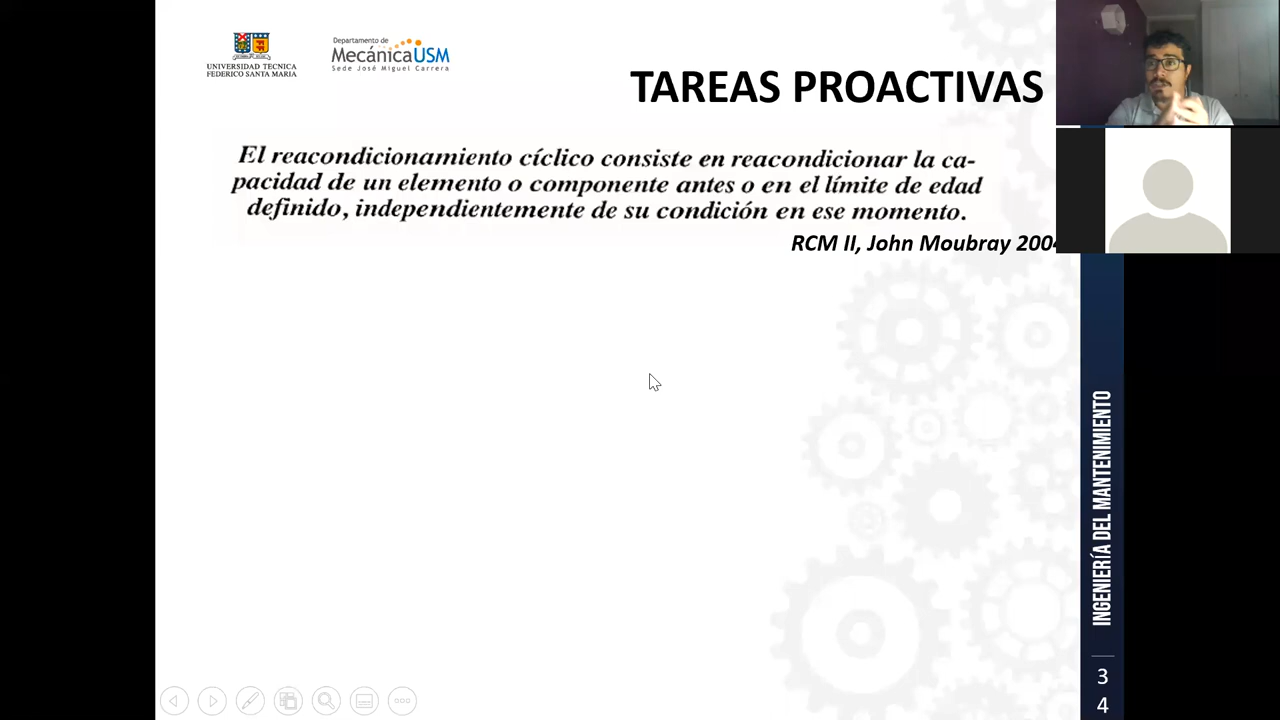 UNIVERSIDAD TECNICA
FEDERICO SANTA MARIA
Departamento de
MecánicaUSM
Sede José Miguel Carrera
TAREAS PROACTIVAS
El reacondicionamiento cíclico consiste en reacondicionar la ca-
pacidad de un elemento o componente antes o en el límite de edad
definido, independientemente de su condición en ese momento.
RCM II, John Moubray 2004
INGENIERÍA DEL MANTENIMIENTO
3
4